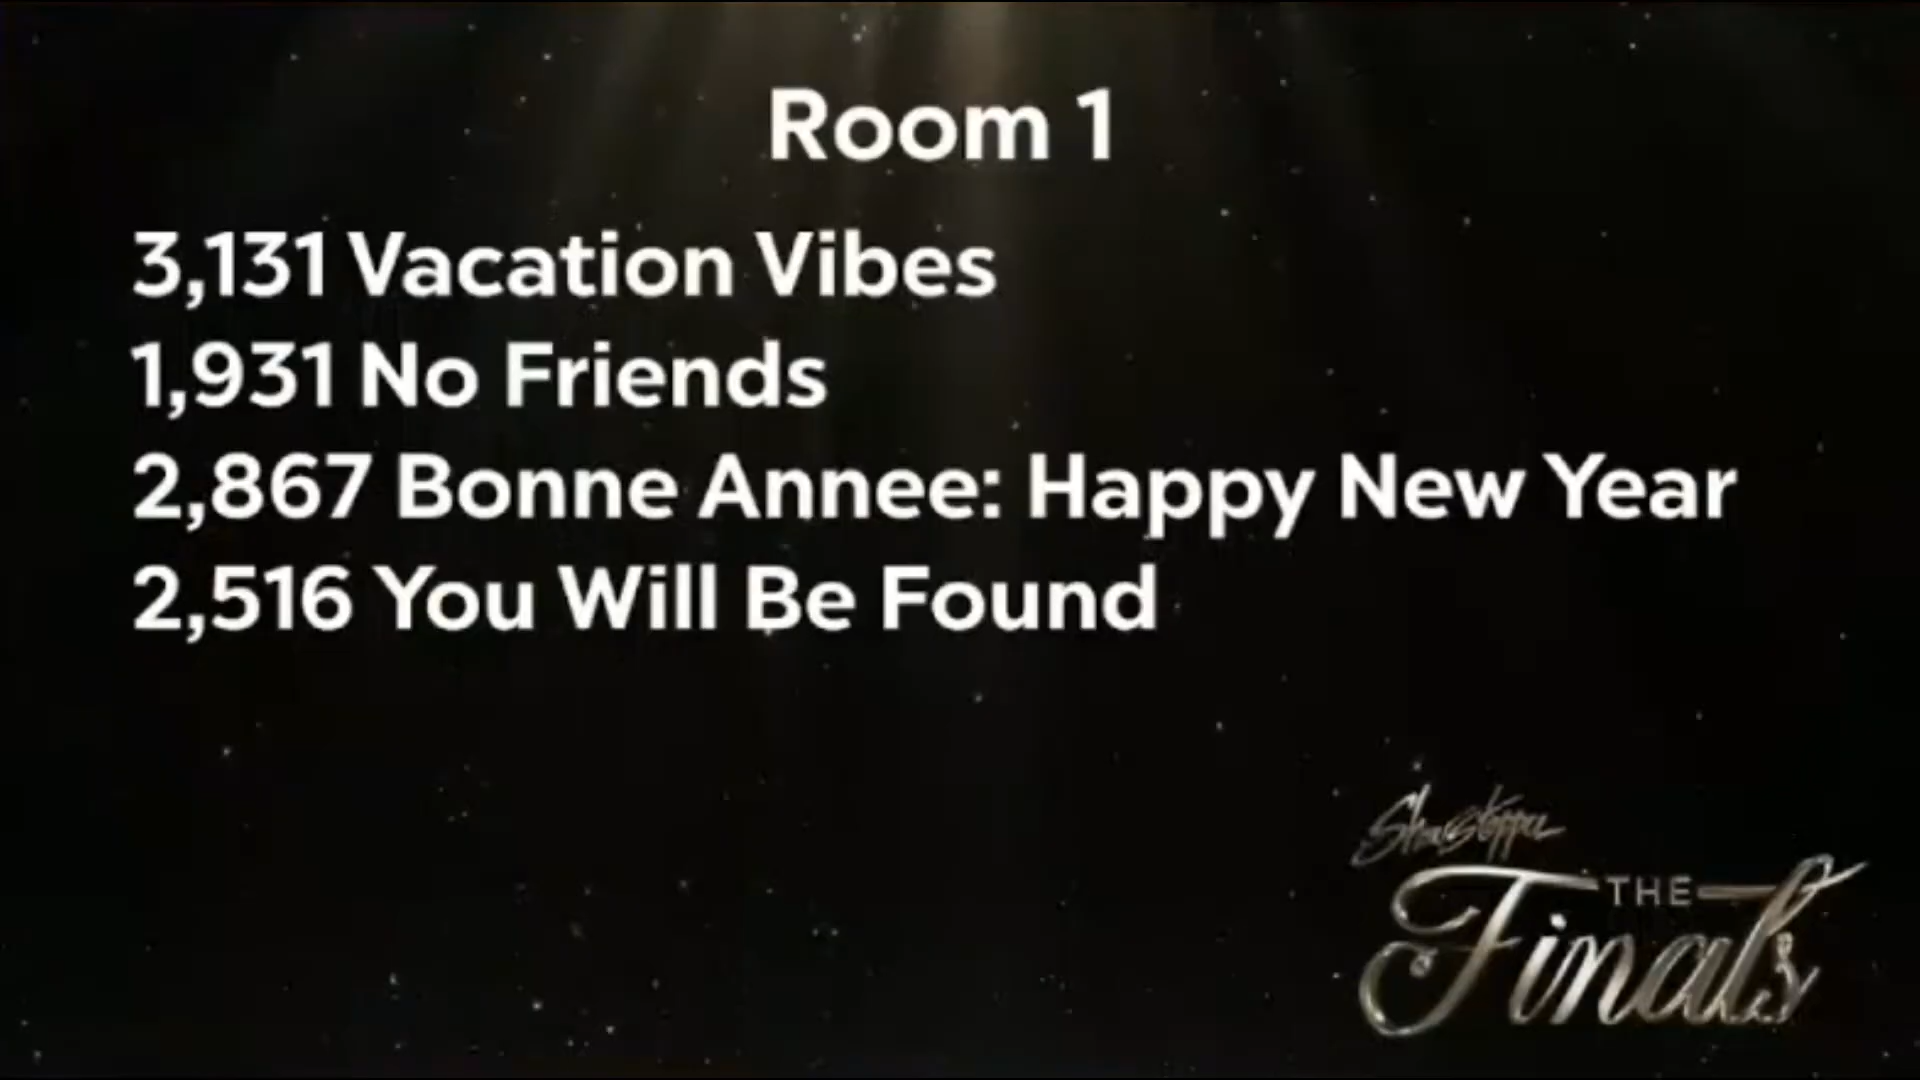 Room 1
3,131 Vacation Vibes
1,931 No Friends
2,867 Bonne Annee: Happy New Year
2,516 You Will Be Found
THE
Finals